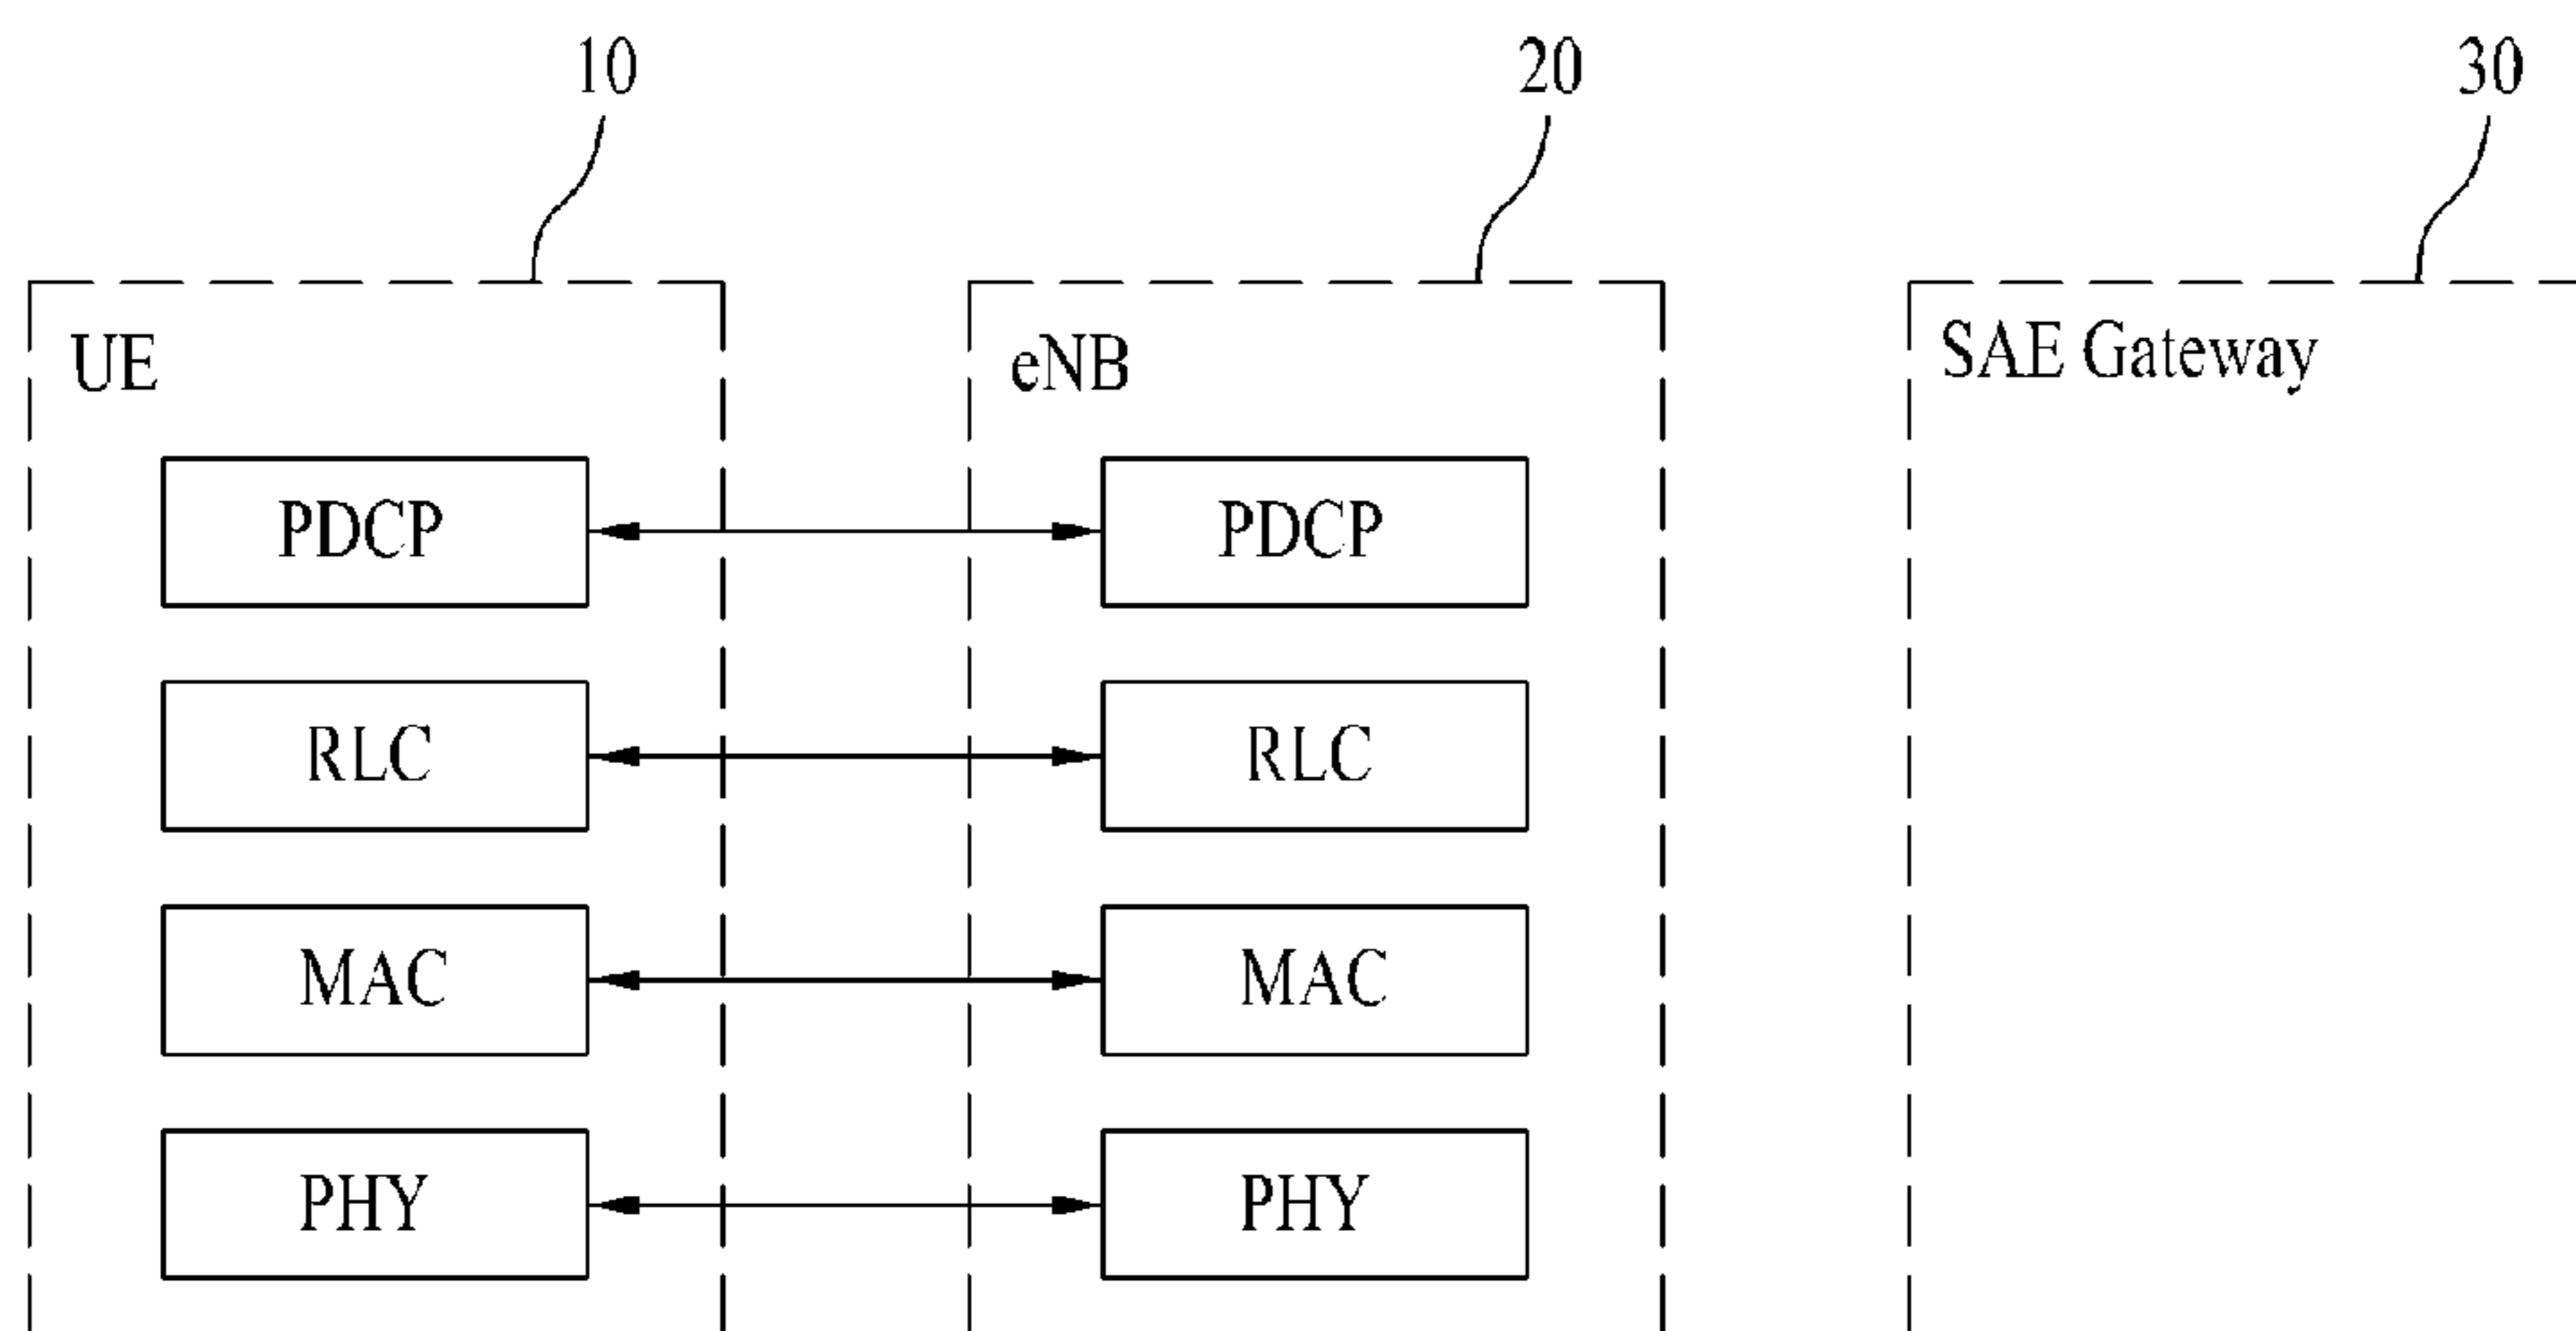 10 20 30
UE eNB SAE Gateway
PDCP PDCP
RLC RLC
MAC MAC
PHY PHY